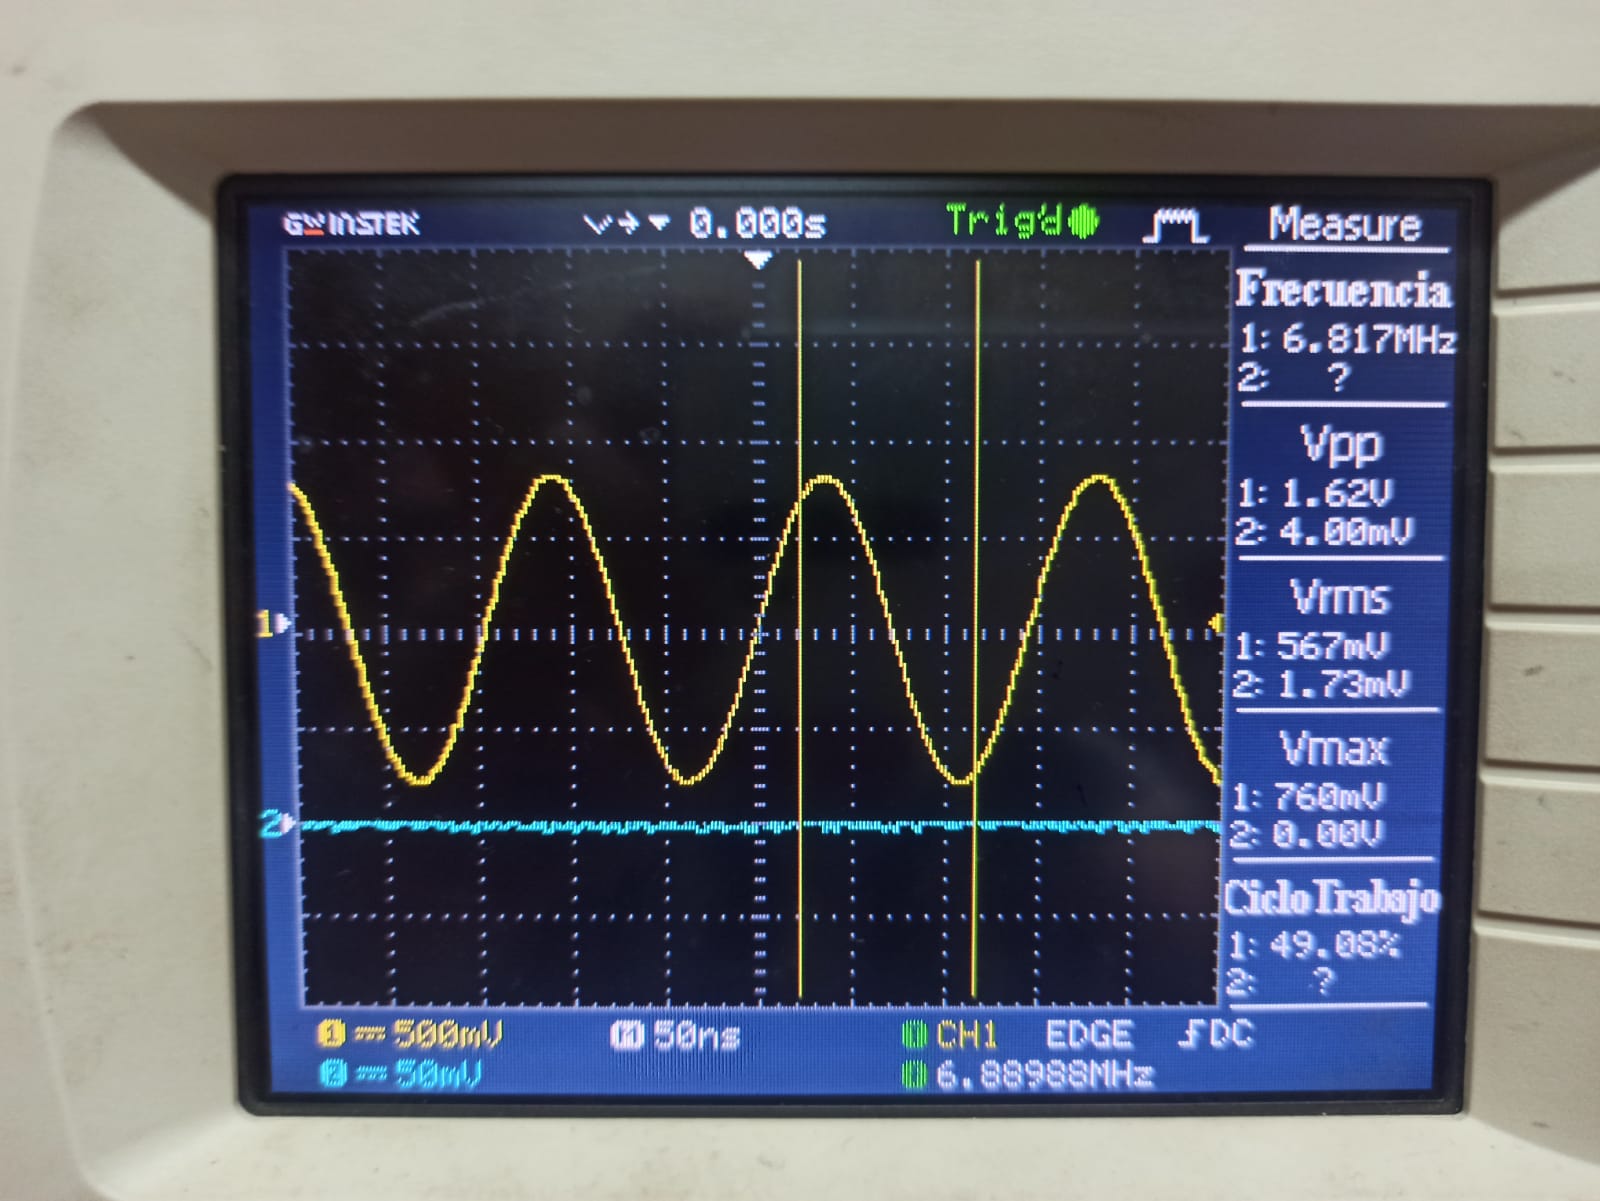 GW INSTEK 0.000s Trig'd Measure
Frecuencia
1: 6.817MHz
2: ?
Vpp
1: 1.62V
2: 4.00mV
Vrms
1: 567mV
2: 1.73mV
Vmax
1: 760mV
2: 0.00V
Ciclo Trabajo
1: 49.08%
2: ?
1
2
1 500mV M 50ns CH1 EDGE DC
2 50mV 6.88988MHz